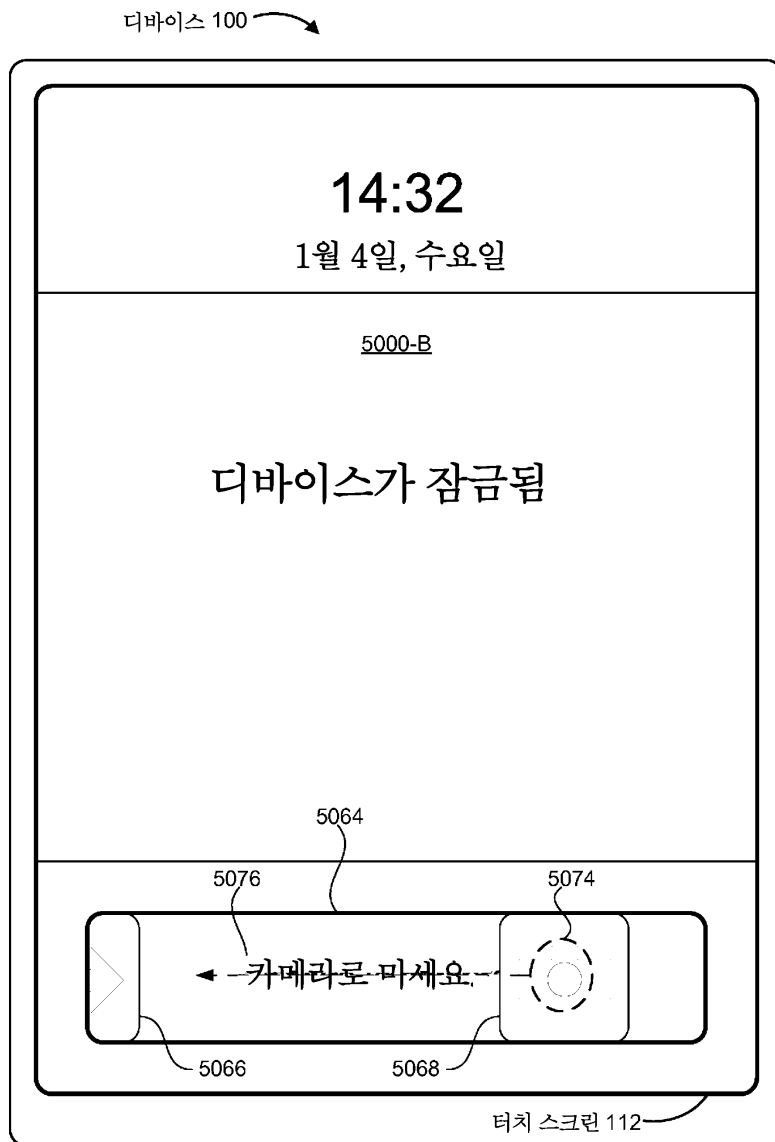 디바이스 100
14:32
1월 4일, 수요일
5000-B
디바이스가 잠금됨
5064
5076
5074
카메라로 미세요.
5066
5068
터치 스크린 112